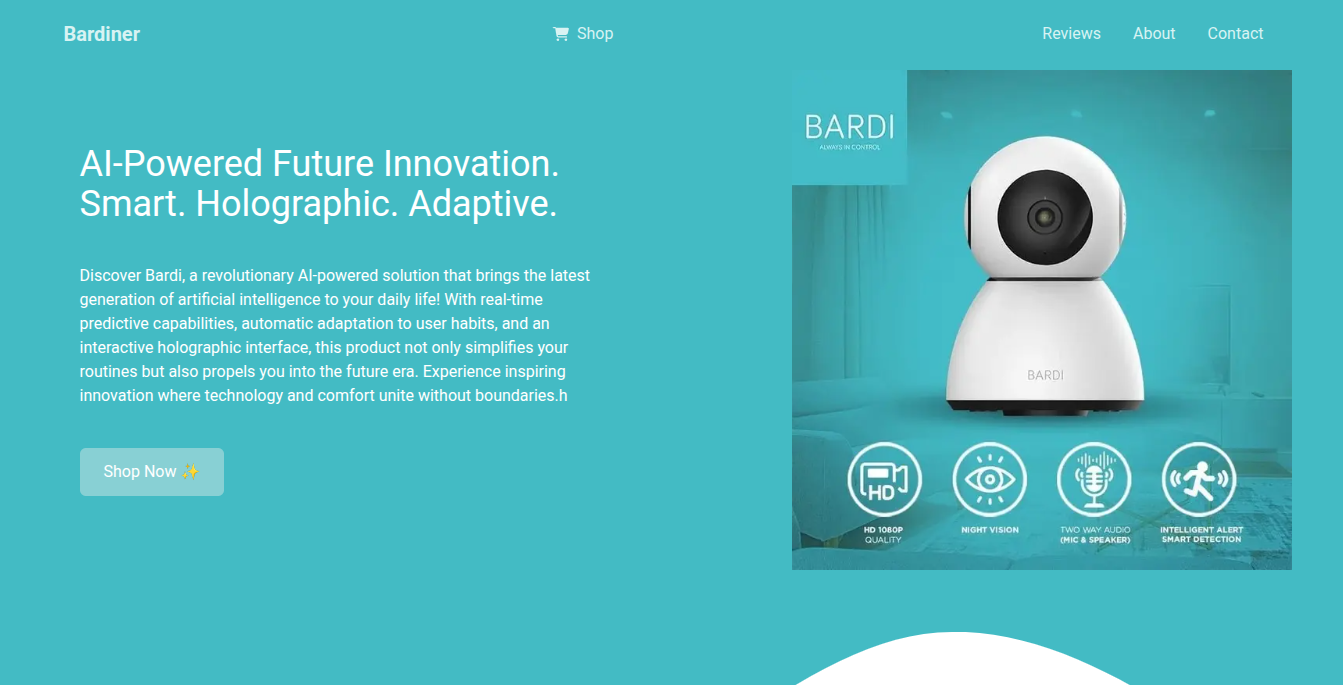 Bardiner
Shop
Reviews
About
Contact
AI-Powered Future Innovation.
Smart. Holographic. Adaptive.
Discover Bardi, a revolutionary AI-powered solution that brings the latest
generation of artificial intelligence to your daily life! With real-time
predictive capabilities, automatic adaptation to user habits, and an
interactive holographic interface, this product not only simplifies your
routines but also propels you into the future era. Experience inspiring
innovation where technology and comfort unite without boundaries.h
Shop Now ✨
BARDI
ALWAYS IN CONTROL
BARDI
HD
HD 1080P
QUALITY
NIGHT VISION
TWO WAY AUDIO
(MIC & SPEAKER)
INTELLIGENT ALERT
SMART DETECTION